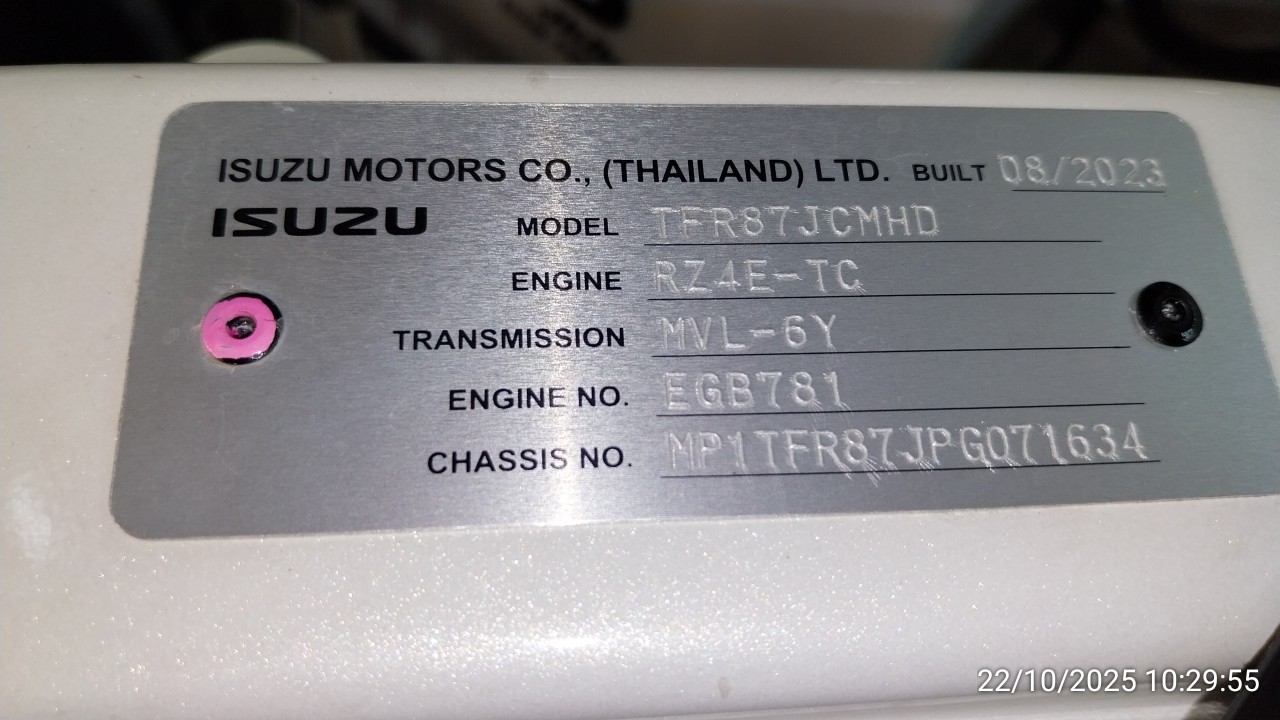 ISUZU MOTORS CO., (THAILAND) LTD. BUILT 08/2023
ISUZU MODEL TFR87JCMHD
ENGINE RZ4E-TC
TRANSMISSION MVL-6Y
ENGINE NO. EGB781
CHASSIS NO. MP1TFR87JPG071634
22/10/2025 10:29:55